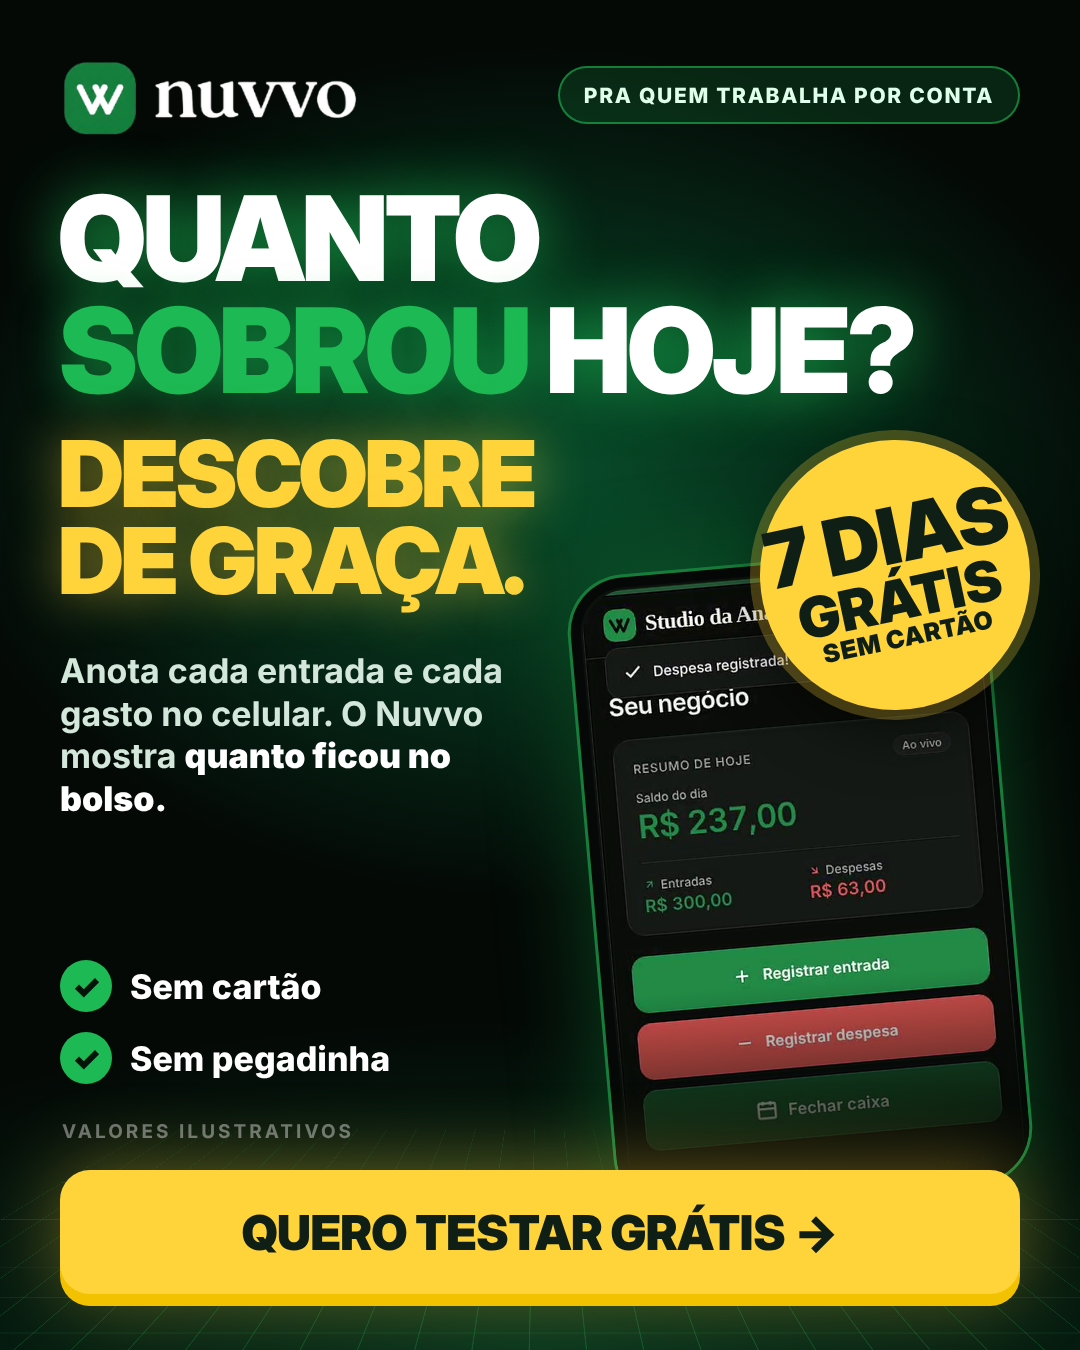 nuvvo
PRA QUEM TRABALHA POR CONTA
QUANTO
SOBROU HOJE?
DESCOBRE
DE GRAÇA.
7 DIAS
GRÁTIS
SEM CARTÃO
Anota cada entrada e cada
gasto no celular. O Nuvvo
mostra quanto ficou no
bolso.
Studio da
Despesa registrada!
Seu negócio
Ao vivo
RESUMO DE HOJE
Saldo do dia
R$ 237,00
Entradas
R$ 300,00
Despesas
R$ 63,00
+ Registrar entrada
− Registrar despesa
Fechar caixa
Sem cartão
Sem pegadinha
VALORES ILUSTRATIVOS
QUERO TESTAR GRÁTIS →